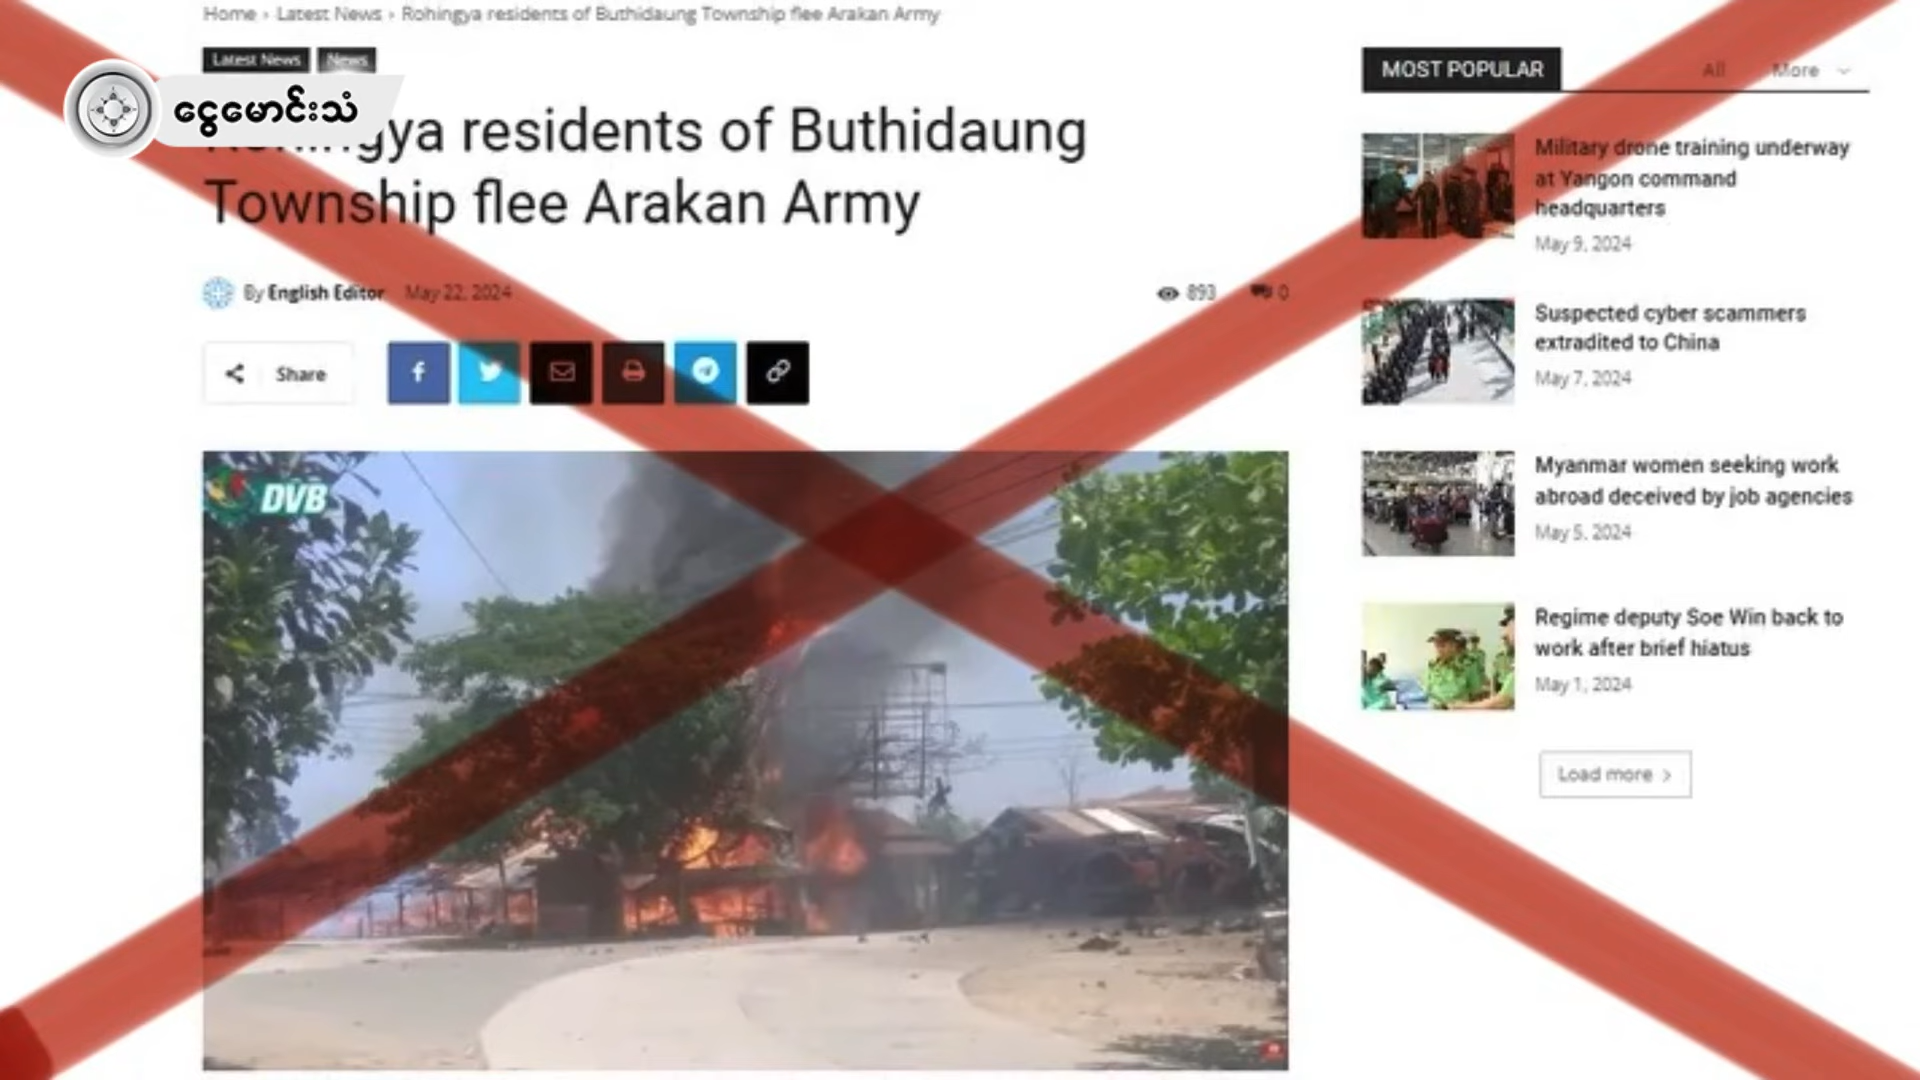 Home › Latest News › Rohingya residents of Buthidaung Township flee Arakan Army
Latest News News
ငွေမောင်းသံ
Rohingya residents of Buthidaung
Township flee Arakan Army
By English Editor May 22, 2024
893 0
Share
DVB
MOST POPULAR
All More
Military drone training underway
at Yangon command
headquarters
May 9, 2024
Suspected cyber scammers
extradited to China
May 7, 2024
Myanmar women seeking work
abroad deceived by job agencies
May 5, 2024
Regime deputy Soe Win back to
work after brief hiatus
May 1, 2024
Load more ›